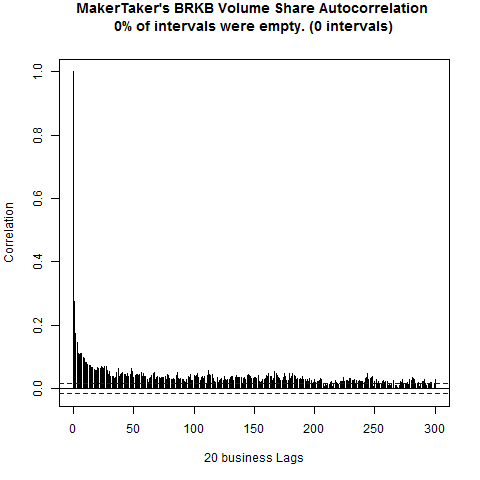 MakerTaker's BRKB Volume Share Autocorrelation
0% of intervals were empty. (0 intervals)
Correlation
1.0
0.8
0.6
0.4
0.2
0.0
0 50 100 150 200 250 300
20 business Lags